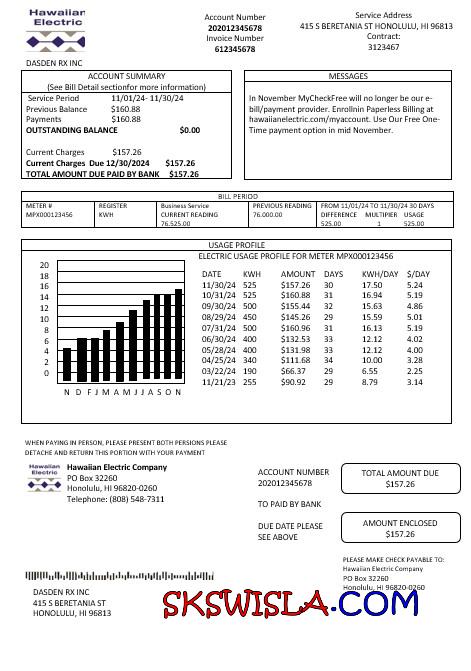 Hawaiian
Electric
Account Number
202012345678
Invoice Number
612345678
Service Address
415 S BERETANIA ST HONOLULU, HI 96813
Contract:
3123467
DASDEN RX INC
ACCOUNT SUMMARY
(See Bill Detail sectionfor more information)
Service Period 11/01/24- 11/30/24
Previous Balance $160.88
Payments $160.88
OUTSTANDING BALANCE $0.00
Current Charges $157.26
Current Charges Due 12/30/2024 $157.26
TOTAL AMOUNT DUE PAID BY BANK $157.26
MESSAGES
In November MyCheckFree will no longer be our e-
bill/payment provider. Enrollnin Paperless Billing at
hawaiianelectric.com/myaccount. Use Our Free One-
Time payment option in mid November.
BILL PERIOD
METER # REGISTER Business Service PREVIOUS READING FROM 11/01/24 TO 11/30/24 30 DAYS
MPX000123456 KWH CURRENT READING 76.000.00 DIFFERENCE MULTIPLIER USAGE
76.525.00 525.00 1 525.00
USAGE PROFILE
ELECTRIC USAGE PROFILE FOR METER MPX000123456
20
18
16
14
12
10
8
6
4
2
0
N D F J M A M J J A S O N
DATE KWH AMOUNT DAYS KWH/DAY $/DAY
11/30/24 525 $157.26 30 17.50 5.24
10/31/24 525 $160.88 31 16.94 5.19
09/30/24 500 $155.44 32 15.63 4.86
08/29/24 450 $145.26 29 15.59 5.01
07/31/24 500 $160.96 31 16.13 5.19
06/30/24 400 $132.53 33 12.12 4.02
05/28/24 400 $131.98 33 12.12 4.00
04/25/24 340 $111.68 34 10.00 3.28
03/22/24 190 $66.37 29 6.55 2.25
11/21/23 255 $90.92 29 8.79 3.14
WHEN PAYING IN PERSON, PLEASE PRESENT BOTH PERSIONS PLEASE
DETACHE AND RETURN THIS PORTION WITH YOUR PAYMENT
Hawaiian
Electric
Hawaiian Electric Company
PO Box 32260
Honolulu, HI 96820-0260
Telephone: (808) 548-7311
ACCOUNT NUMBER
202012345678
TO PAID BY BANK
DUE DATE PLEASE
SEE ABOVE
TOTAL AMOUNT DUE
$157.26
AMOUNT ENCLOSED
$157.26
PLEASE MAKE CHECK PAYABLE TO:
Hawaiian Electric Company
PO Box 32260
Honolulu, HI 96820-0260
DASDEN RX INC
415 S BERETANIA ST
HONOLULU, HI 96813
SKSWISLA.COM